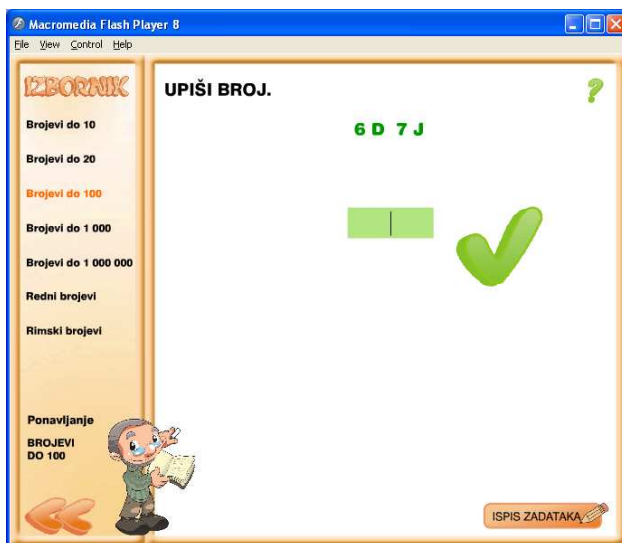 Macromedia Flash Player 8
File View Control Help
IZBORNIK
Brojevi do 10
Brojevi do 20
Brojevi do 100
Brojevi do 1 000
Brojevi do 1 000 000
Redni brojevi
Rimski brojevi
Ponavljanje
BROJEVI
DO 100
UPIŠI BROJ.
?
6 D 7 J
ISPIS ZADATAKA